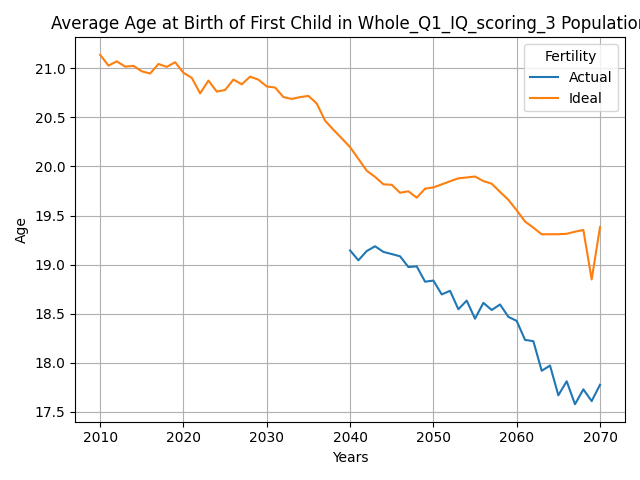 Average Age at Birth of First Child in Whole_Q1_IQ_scoring_3 Population
Fertility
Actual
Ideal
21.0
20.5
20.0
19.5
19.0
18.5
18.0
17.5
Age
2010 2020 2030 2040 2050 2060 2070
Years